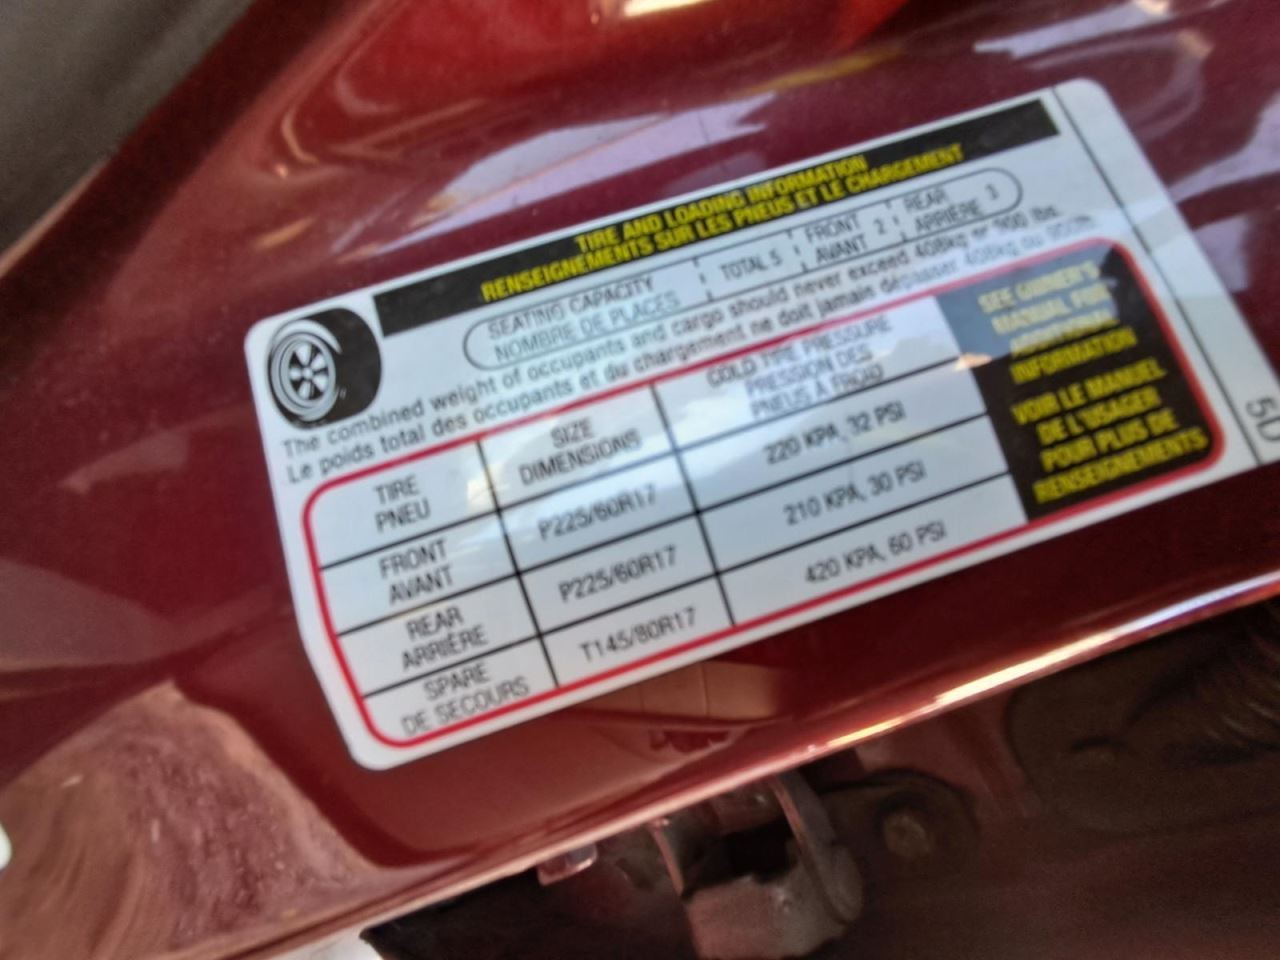 TIRE AND LOADING INFORMATION
RENSEIGNEMENTS SUR LES PNEUS ET LE CHARGEMENT
SEATING CAPACITY
NOMBRE DE PLACES
TOTAL 5
FRONT
AVANT 2
REAR
ARRIÈRE 3
The combined weight of occupants and cargo should never exceed 408kg or 900 lbs.
Le poids total des occupants et du chargement ne doit jamais dépasser 408kg ou 900lb.
TIRE
PNEU
SIZE
DIMENSIONS
COLD TIRE PRESSURE
PRESSION DES
PNEUS À FROID
FRONT
AVANT
P225/60R17
220 KPA, 32 PSI
REAR
ARRIÈRE
P225/60R17
210 KPA, 30 PSI
SPARE
DE SECOURS
T145/80R17
420 KPA, 60 PSI
SEE OWNER'S
MANUAL FOR
ADDITIONAL
INFORMATION
VOIR LE MANUEL
DE L'USAGER
POUR PLUS DE
RENSEIGNEMENTS
5D